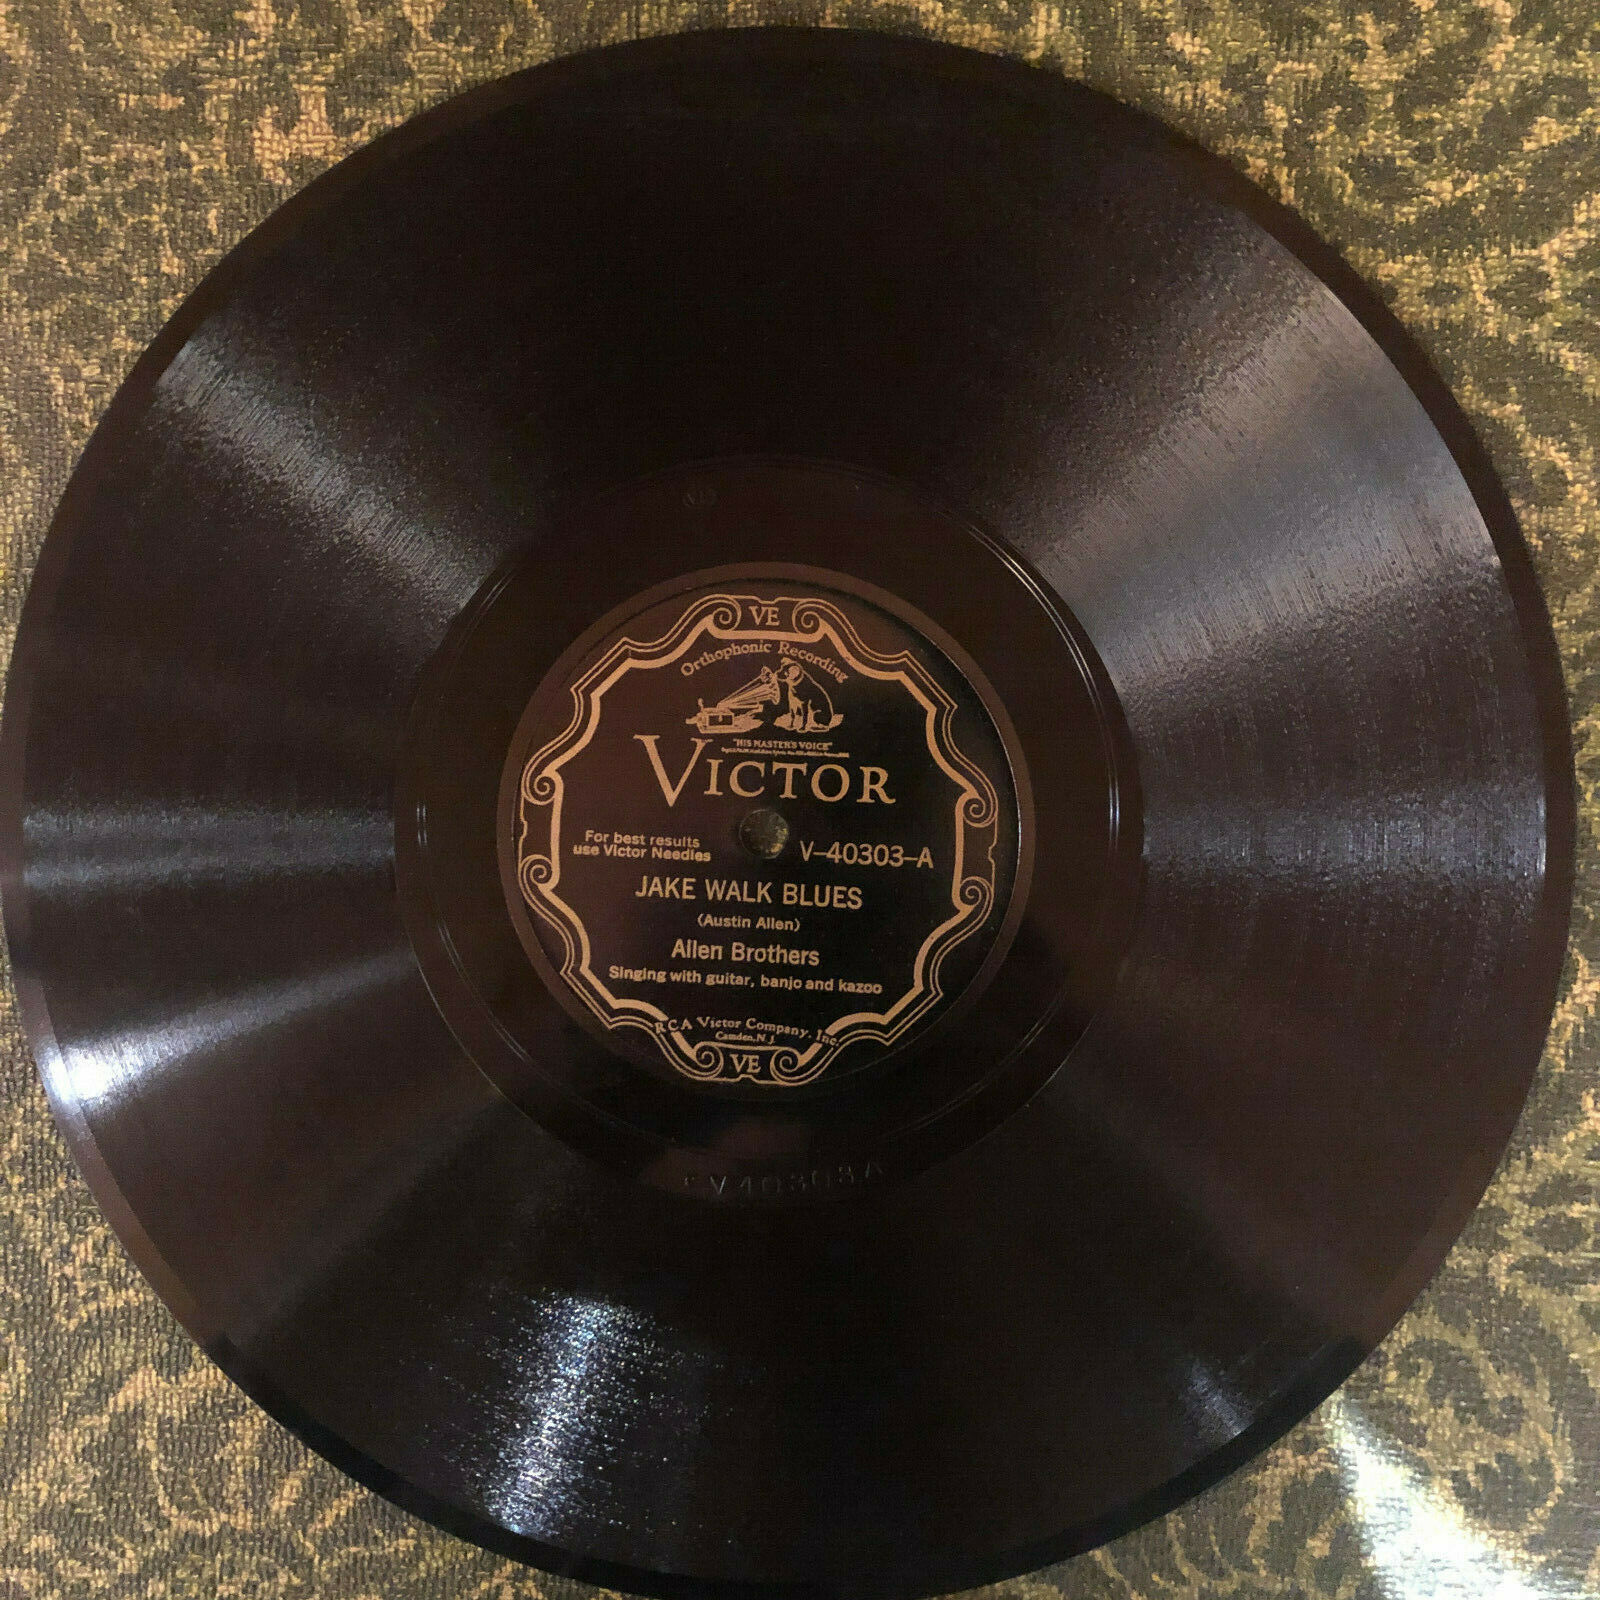 VE
Orthophonic Recording
"HIS MASTER'S VOICE"
VICTOR
For best results
use Victor Needles
V-40303-A
JAKE WALK BLUES
(Austin Allen)
Allen Brothers
Singing with guitar, banjo and kazoo
RCA Victor Company, Inc.
Camden, N.J.
VE
V40303A